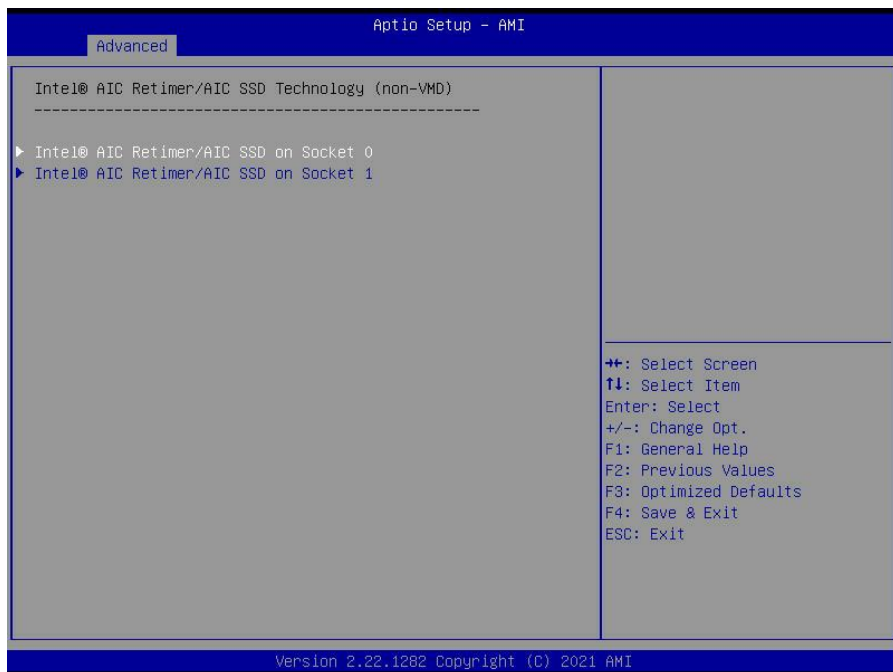 Aptio Setup – AMI
Advanced
Intel® AIC Retimer/AIC SSD Technology (non-VMD)
--------------------------------------------------
▶ Intel® AIC Retimer/AIC SSD on Socket 0
▶ Intel® AIC Retimer/AIC SSD on Socket 1
→←: Select Screen
↑↓: Select Item
Enter: Select
+/-: Change Opt.
F1: General Help
F2: Previous Values
F3: Optimized Defaults
F4: Save & Exit
ESC: Exit
Version 2.22.1282 Copyright (C) 2021 AMI